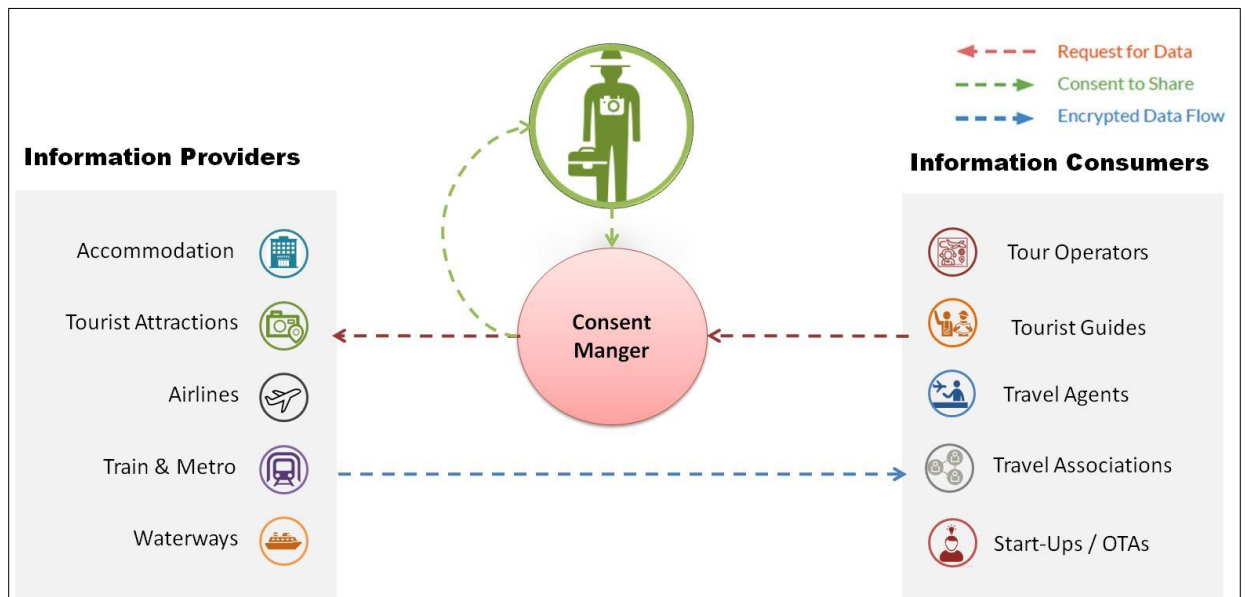 Request for Data
Consent to Share
Encrypted Data Flow
Information Providers
Accommodation
Tourist Attractions
Airlines
Train & Metro
Waterways
Consent
Manger
Information Consumers
Tour Operators
Tourist Guides
Travel Agents
Travel Associations
Start-Ups / OTAs